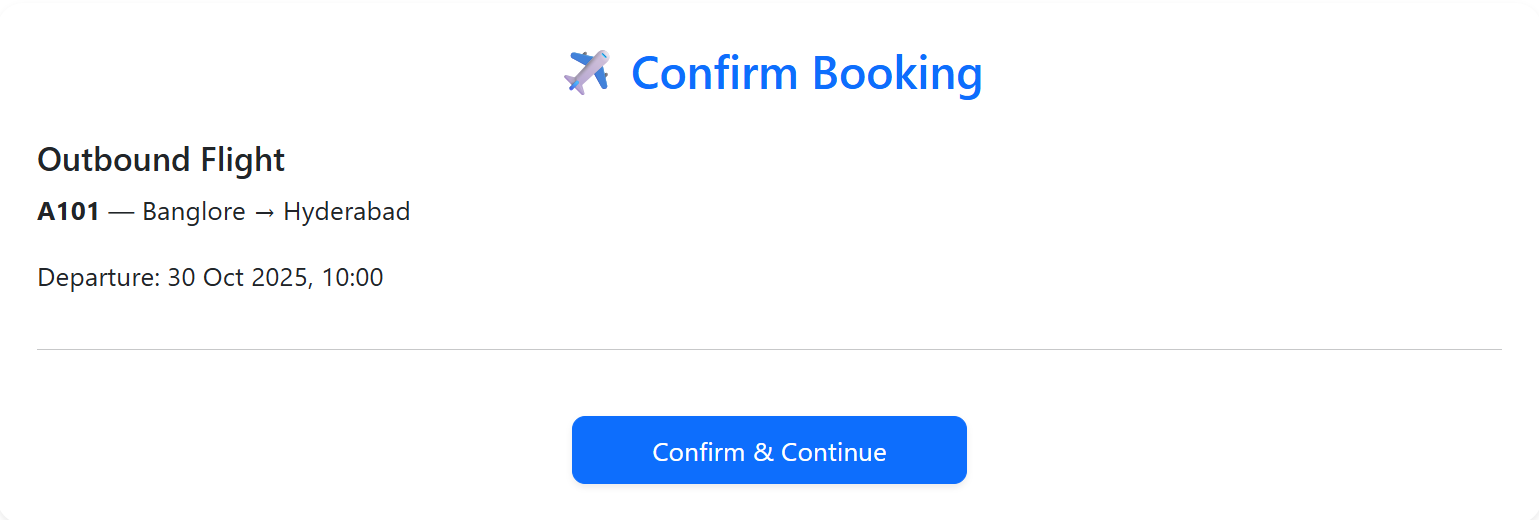 Confirm Booking
Outbound Flight
A101 — Banglore → Hyderabad
Departure: 30 Oct 2025, 10:00
Confirm & Continue